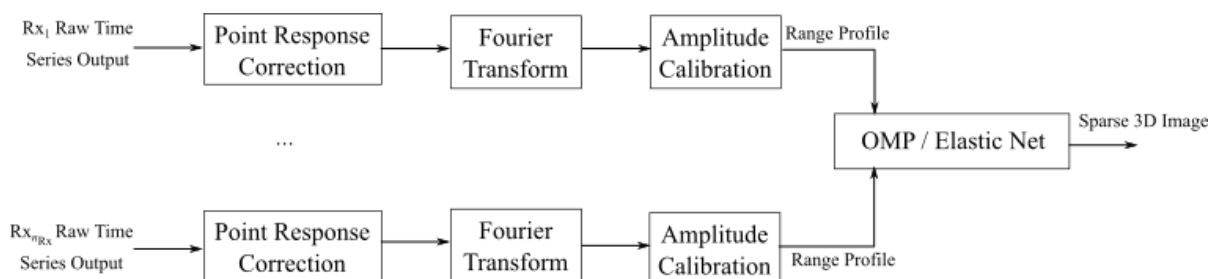 Rx₁ Raw Time
Series Output
Point Response
Correction
Fourier
Transform
Amplitude
Calibration
Range Profile
OMP / Elastic Net
Sparse 3D Image
...
Rxₙ_Rx Raw Time
Series Output
Point Response
Correction
Fourier
Transform
Amplitude
Calibration
Range Profile